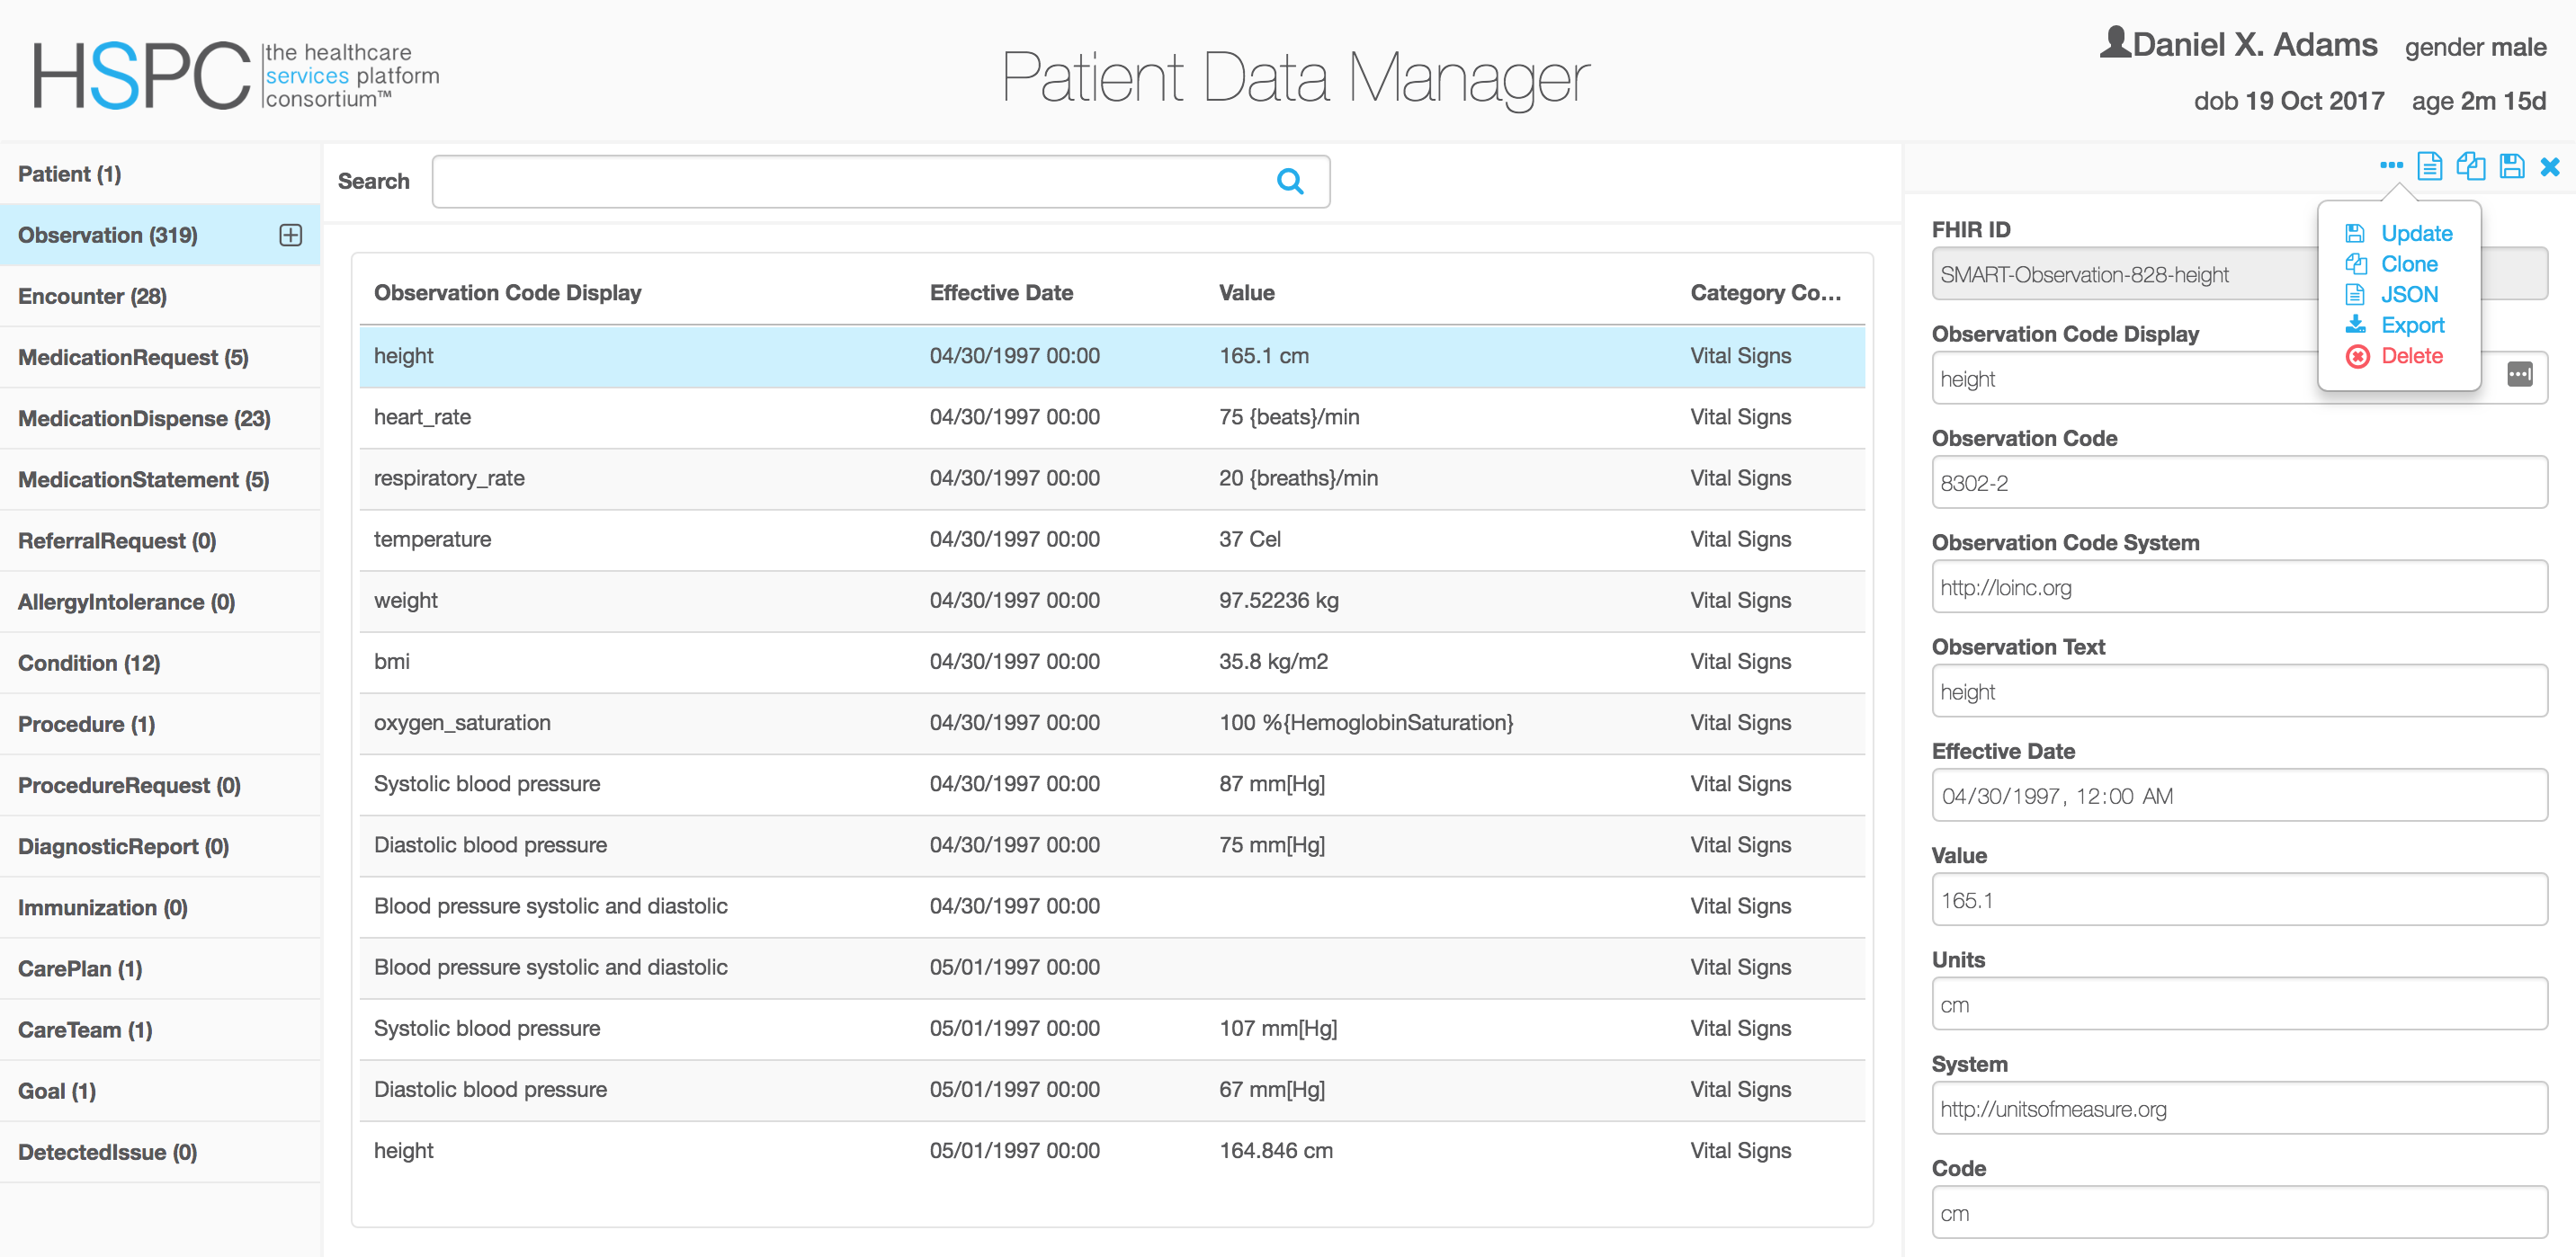 HSPC the healthcare services platform consortium™
Patient Data Manager
Daniel X. Adams gender male
dob 19 Oct 2017 age 2m 15d
Patient (1)
Observation (319)
Encounter (28)
MedicationRequest (5)
MedicationDispense (23)
MedicationStatement (5)
ReferralRequest (0)
AllergyIntolerance (0)
Condition (12)
Procedure (1)
ProcedureRequest (0)
DiagnosticReport (0)
Immunization (0)
CarePlan (1)
CareTeam (1)
Goal (1)
DetectedIssue (0)
Search
Observation Code Display Effective Date Value Category Co...
height 04/30/1997 00:00 165.1 cm Vital Signs
heart_rate 04/30/1997 00:00 75 {beats}/min Vital Signs
respiratory_rate 04/30/1997 00:00 20 {breaths}/min Vital Signs
temperature 04/30/1997 00:00 37 Cel Vital Signs
weight 04/30/1997 00:00 97.52236 kg Vital Signs
bmi 04/30/1997 00:00 35.8 kg/m2 Vital Signs
oxygen_saturation 04/30/1997 00:00 100 %{HemoglobinSaturation} Vital Signs
Systolic blood pressure 04/30/1997 00:00 87 mm[Hg] Vital Signs
Diastolic blood pressure 04/30/1997 00:00 75 mm[Hg] Vital Signs
Blood pressure systolic and diastolic 04/30/1997 00:00 Vital Signs
Blood pressure systolic and diastolic 05/01/1997 00:00 Vital Signs
Systolic blood pressure 05/01/1997 00:00 107 mm[Hg] Vital Signs
Diastolic blood pressure 05/01/1997 00:00 67 mm[Hg] Vital Signs
height 05/01/1997 00:00 164.846 cm Vital Signs
Update
Clone
JSON
Export
Delete
FHIR ID
SMART-Observation-828-height
Observation Code Display
height
Observation Code
8302-2
Observation Code System
http://loinc.org
Observation Text
height
Effective Date
04/30/1997, 12:00 AM
Value
165.1
Units
cm
System
http://unitsofmeasure.org
Code
cm